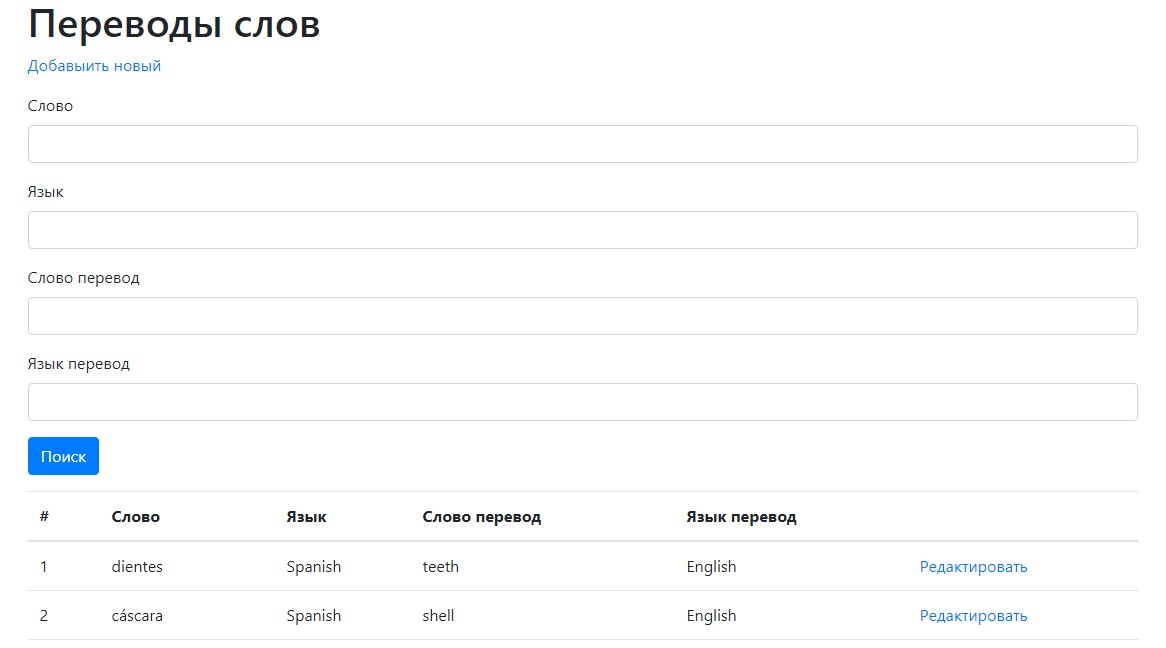 Переводы слов
Добавыить новый
Слово
Язык
Слово перевод
Язык перевод
Поиск
# Слово Язык Слово перевод Язык перевод
1 dientes Spanish teeth English Редактировать
2 cáscara Spanish shell English Редактировать